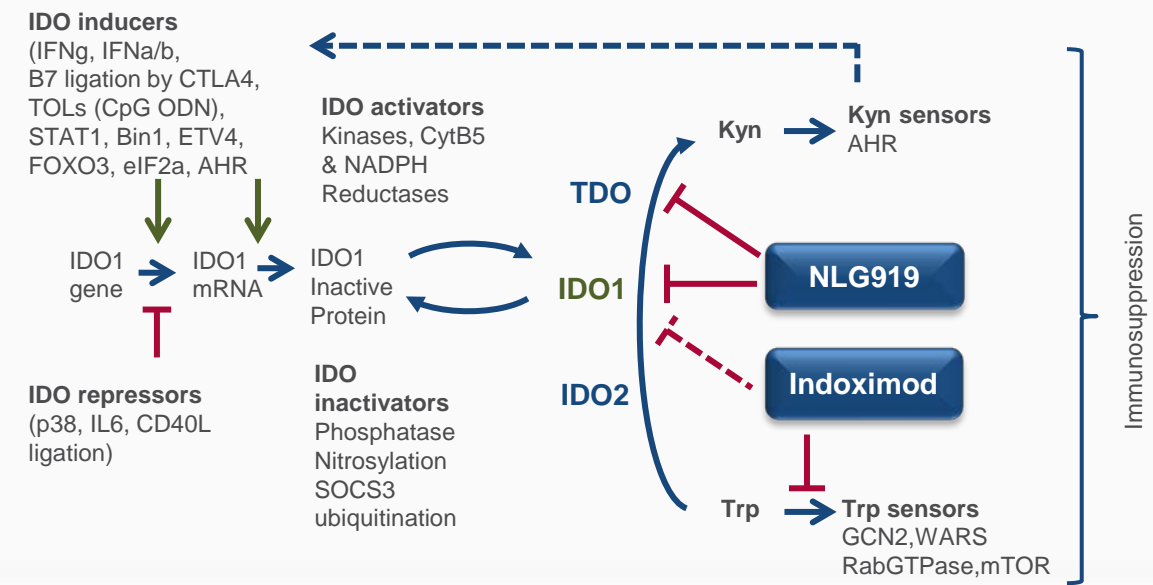 IDO inducers
(IFNg, IFNa/b,
B7 ligation by CTLA4,
TOLs (CpG ODN),
STAT1, Bin1, ETV4,
FOXO3, eIF2a, AHR
IDO activators
Kinases, CytB5
& NADPH
Reductases
IDO1
gene
IDO1
mRNA
IDO1
Inactive
Protein
IDO repressors
(p38, IL6, CD40L
ligation)
IDO
inactivators
Phosphatase
Nitrosylation
SOCS3
ubiquitination
TDO
IDO1
IDO2
Kyn
Kyn sensors
AHR
NLG919
Indoximod
Trp
Trp sensors
GCN2,WARS
RabGTPase,mTOR
Immunosuppression